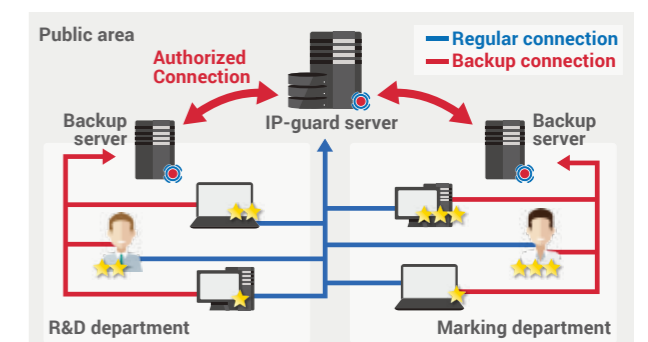 Public area
Authorized
Connection
Regular connection
Backup connection
Backup
server
IP-guard server
Backup
server
R&D department
Marking department